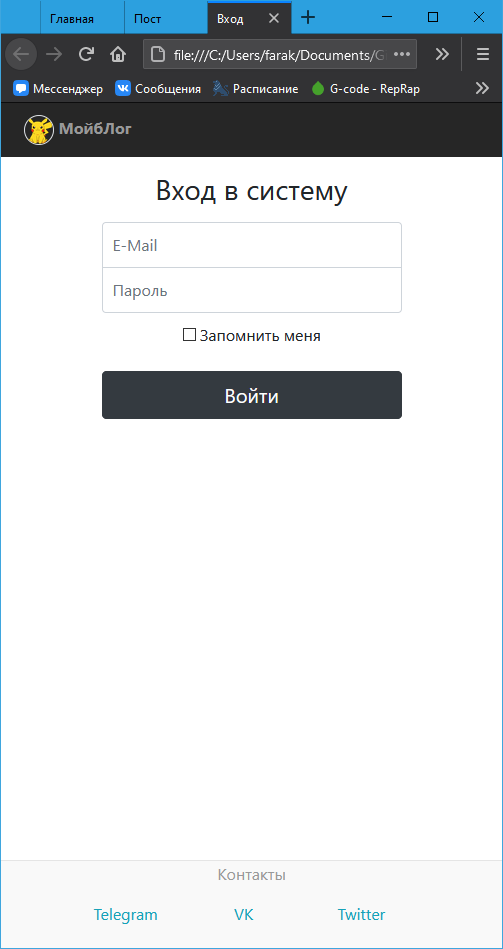 Главная Пост Вход
file:///C:/Users/farak/Documents/G
Мессенджер Сообщения Расписание G-code - RepRap
МойбЛог
Вход в систему
E-Mail
Пароль
Запомнить меня
Войти
Контакты
Telegram VK Twitter